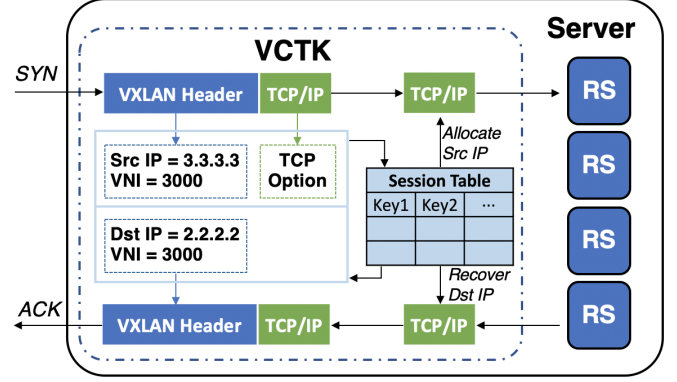 Server
VCTK
SYN
VXLAN Header
TCP/IP
TCP/IP
RS
Allocate
Src IP
Src IP = 3.3.3.3
VNI = 3000
TCP
Option
RS
Session Table
Key1
Key2
...
Dst IP = 2.2.2.2
VNI = 3000
RS
Recover
Dst IP
ACK
VXLAN Header
TCP/IP
TCP/IP
RS